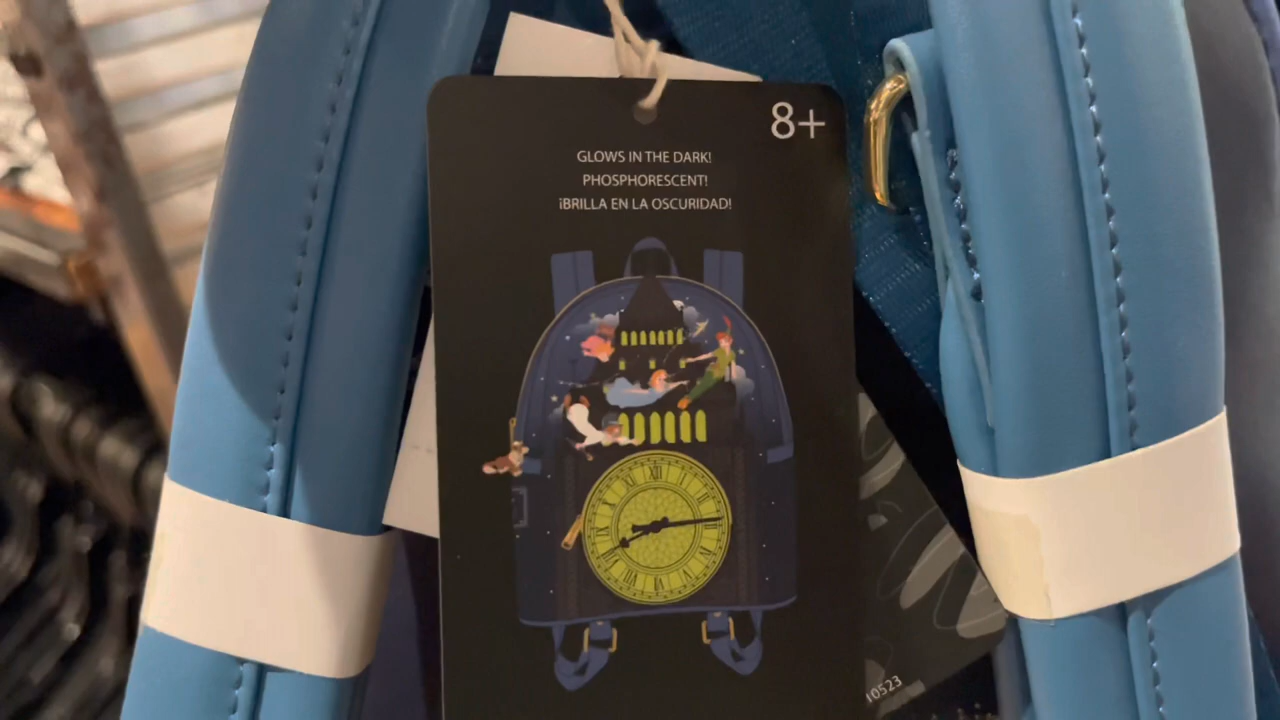 8+
GLOWS IN THE DARK!
PHOSPHORESCENT!
¡BRILLA EN LA OSCURIDAD!
10523